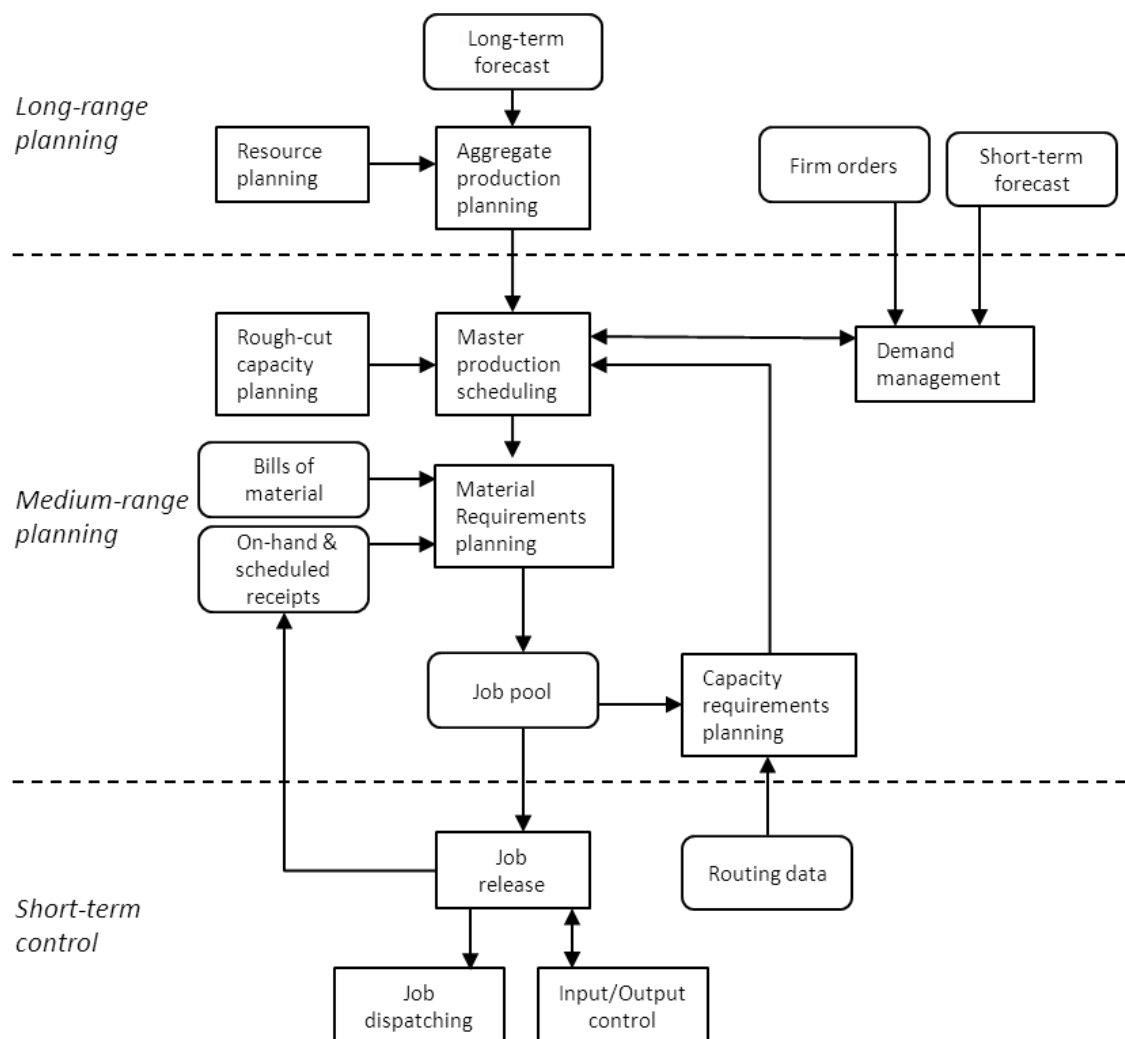 Long-term
forecast
Long-range
planning
Resource
planning
Aggregate
production
planning
Firm orders
Short-term
forecast
Rough-cut
capacity
planning
Master
production
scheduling
Demand
management
Bills of
material
Medium-range
planning
Material
Requirements
planning
On-hand &
scheduled
receipts
Job pool
Capacity
requirements
planning
Job
release
Routing data
Short-term
control
Job
dispatching
Input/Output
control